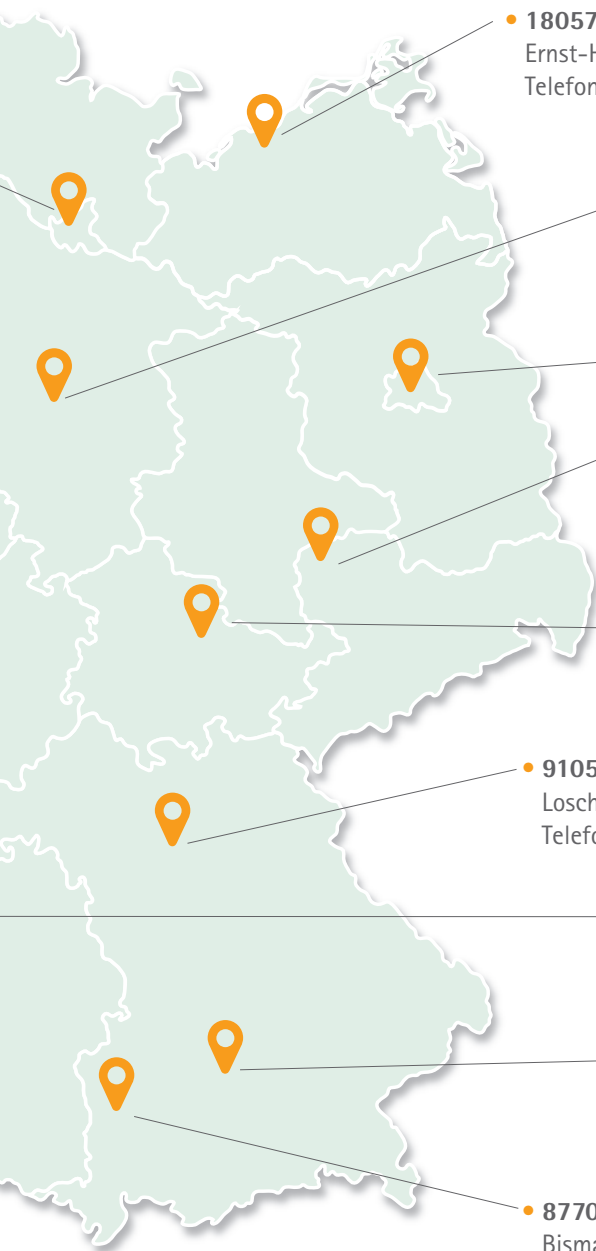 • 18057
Ernst-H
Telefon
• 9105
Losch
Telefo
• 8770
Bisma